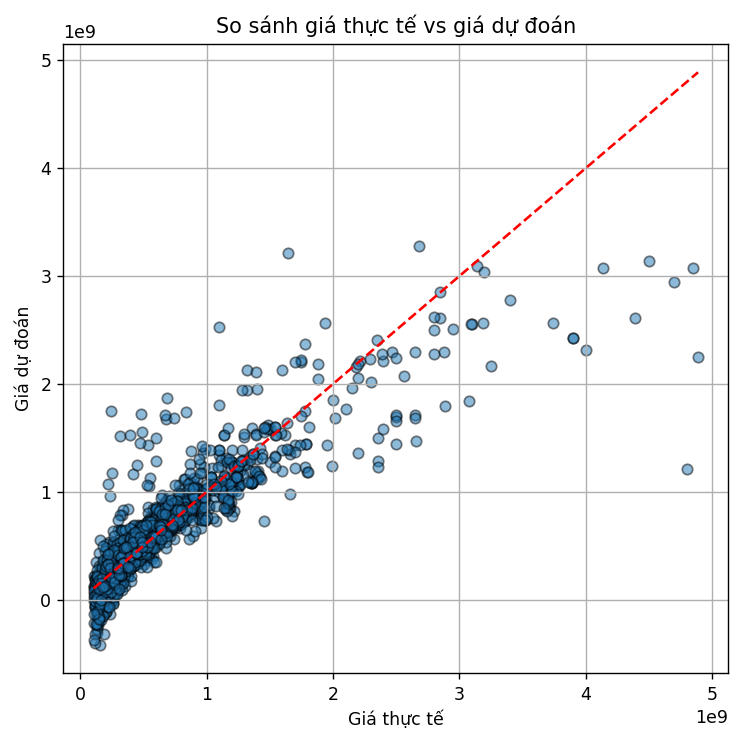 So sánh giá thực tế vs giá dự đoán
1e9
5
4
3
2
1
0
Giá dự đoán
0 1 2 3 4 5
Giá thực tế
1e9